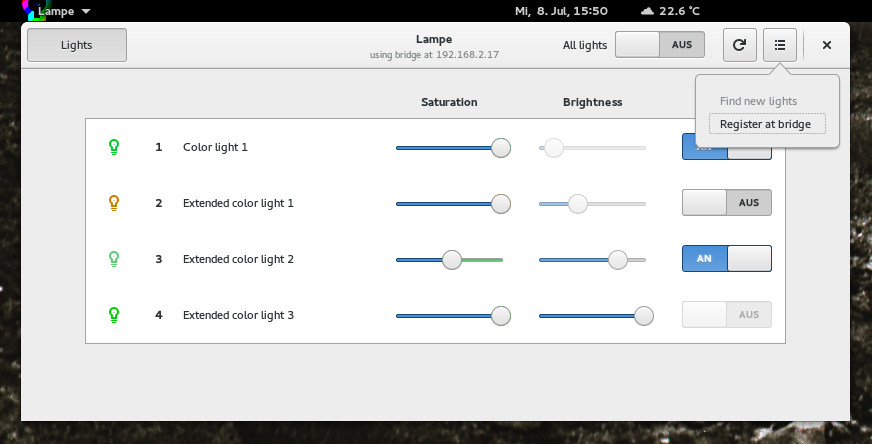 Lampe
Mi, 8. Jul, 15:50
22.6 °C
Lights
Lampe
using bridge at 192.168.2.17
All lights
AUS
Find new lights
Register at bridge
Saturation Brightness
1 Color light 1 AN
2 Extended color light 1 AUS
3 Extended color light 2 AN
4 Extended color light 3 AUS